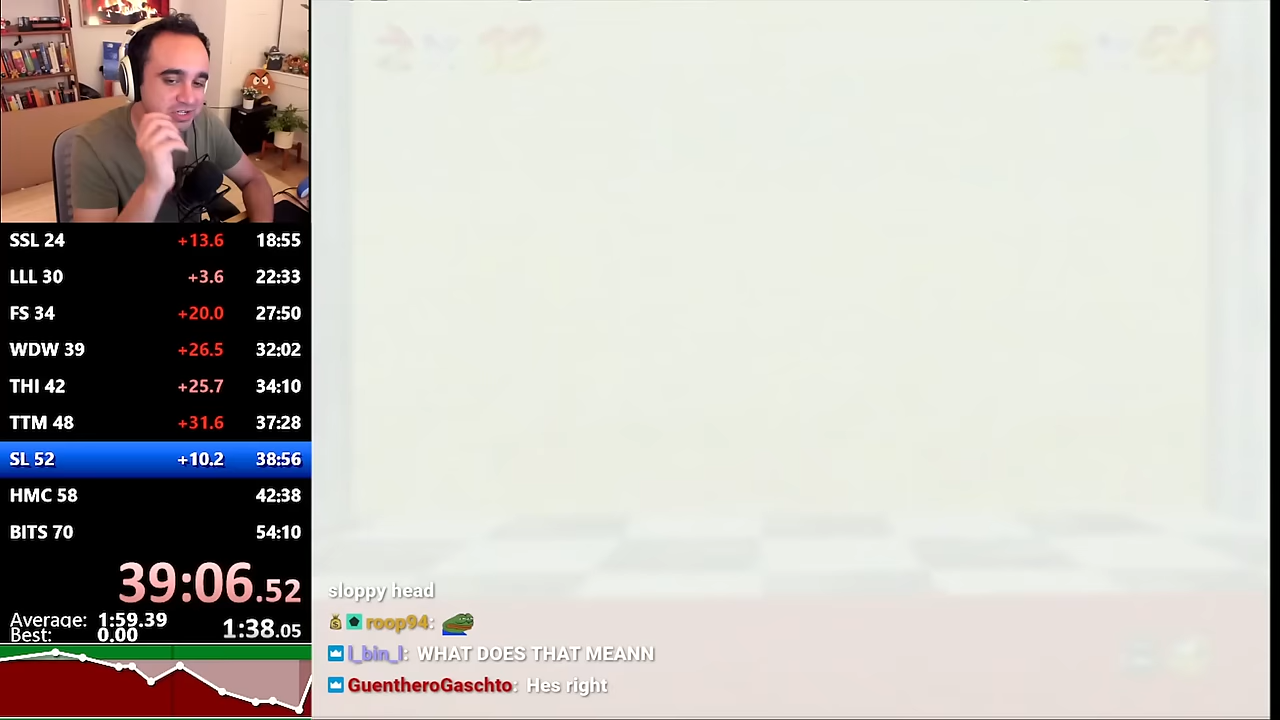 12
50
SSL 24 +13.6 18:55
LLL 30 +3.6 22:33
FS 34 +20.0 27:50
WDW 39 +26.5 32:02
THI 42 +25.7 34:10
TTM 48 +31.6 37:28
SL 52 +10.2 38:56
HMC 58 42:38
BITS 70 54:10
39:06.52
Average: 1:59.39
Best: 0.00 1:38.05
sloppy head
roop94:
l_bin_l: WHAT DOES THAT MEANN
GuentheroGaschto: Hes right